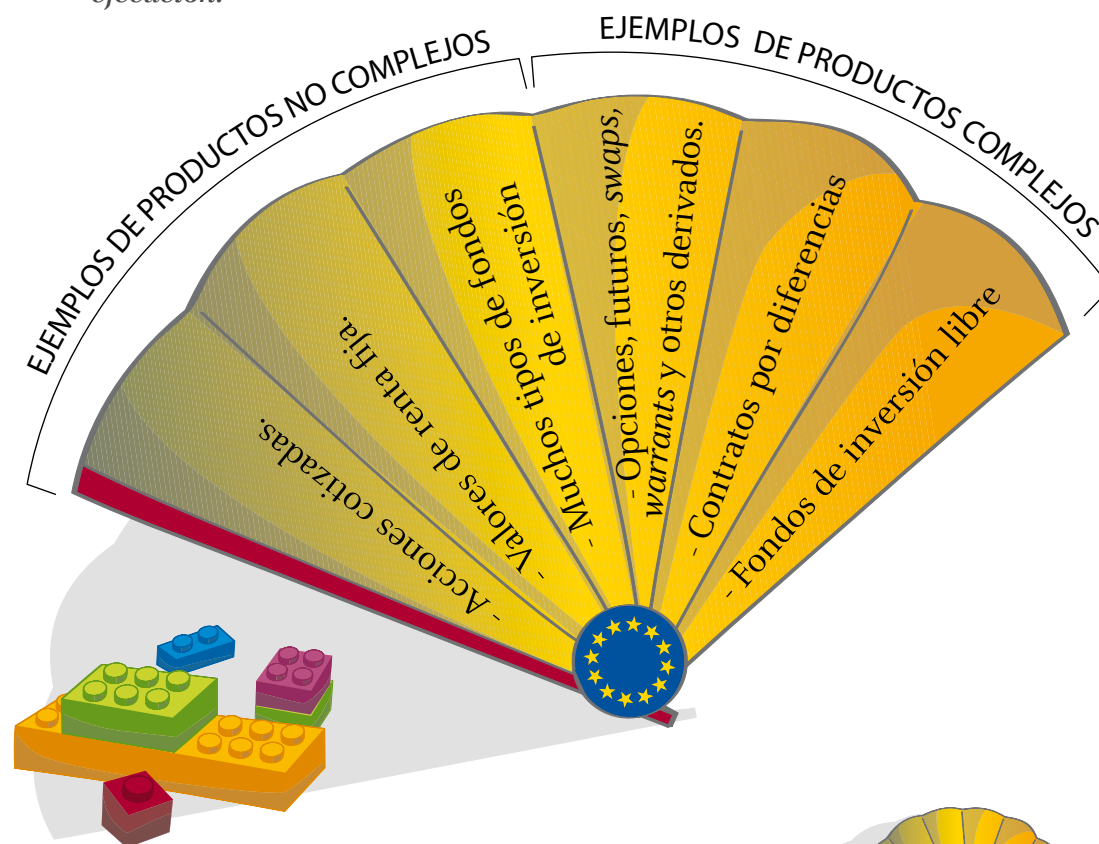 ejecución.
EJEMPLOS DE PRODUCTOS NO COMPLEJOS
EJEMPLOS DE PRODUCTOS COMPLEJOS
- Acciones cotizadas.
- Valores de renta fija.
- Muchos tipos de fondos
de inversión
- Opciones, futuros, swaps,
warrants y otros derivados.
- Contratos por diferencias
- Fondos de inversión libre